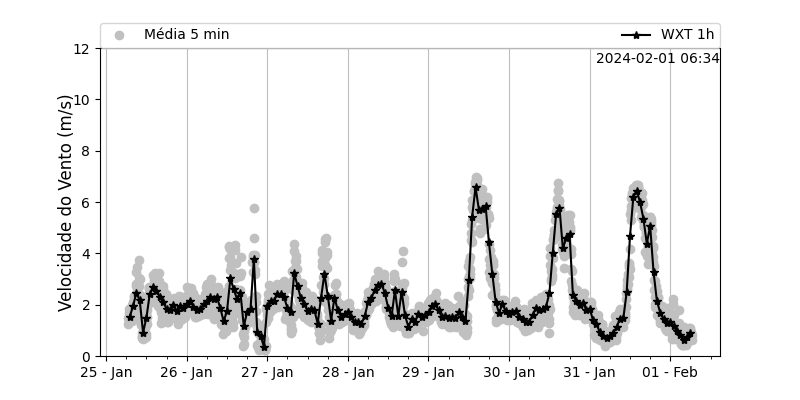 Média 5 min
WXT 1h
2024-02-01 06:34
Velocidade do Vento (m/s)
12
10
8
6
4
2
0
25 - Jan
26 - Jan
27 - Jan
28 - Jan
29 - Jan
30 - Jan
31 - Jan
01 - Feb